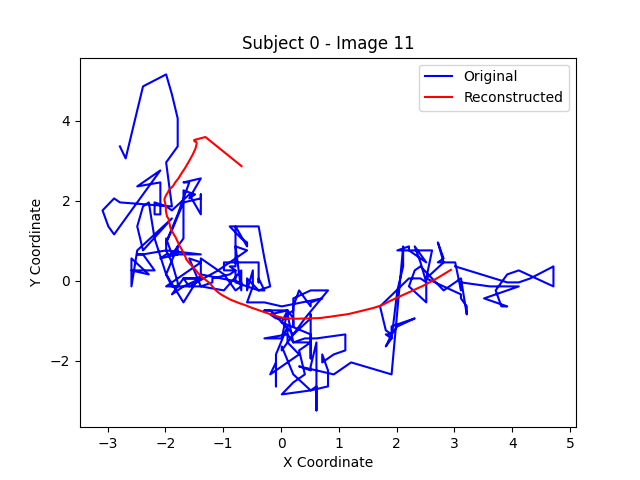 Subject 0 - Image 11
Original
Reconstructed
Y Coordinate
4
2
0
−2
−3
−2
−1
0
1
2
3
4
5
X Coordinate